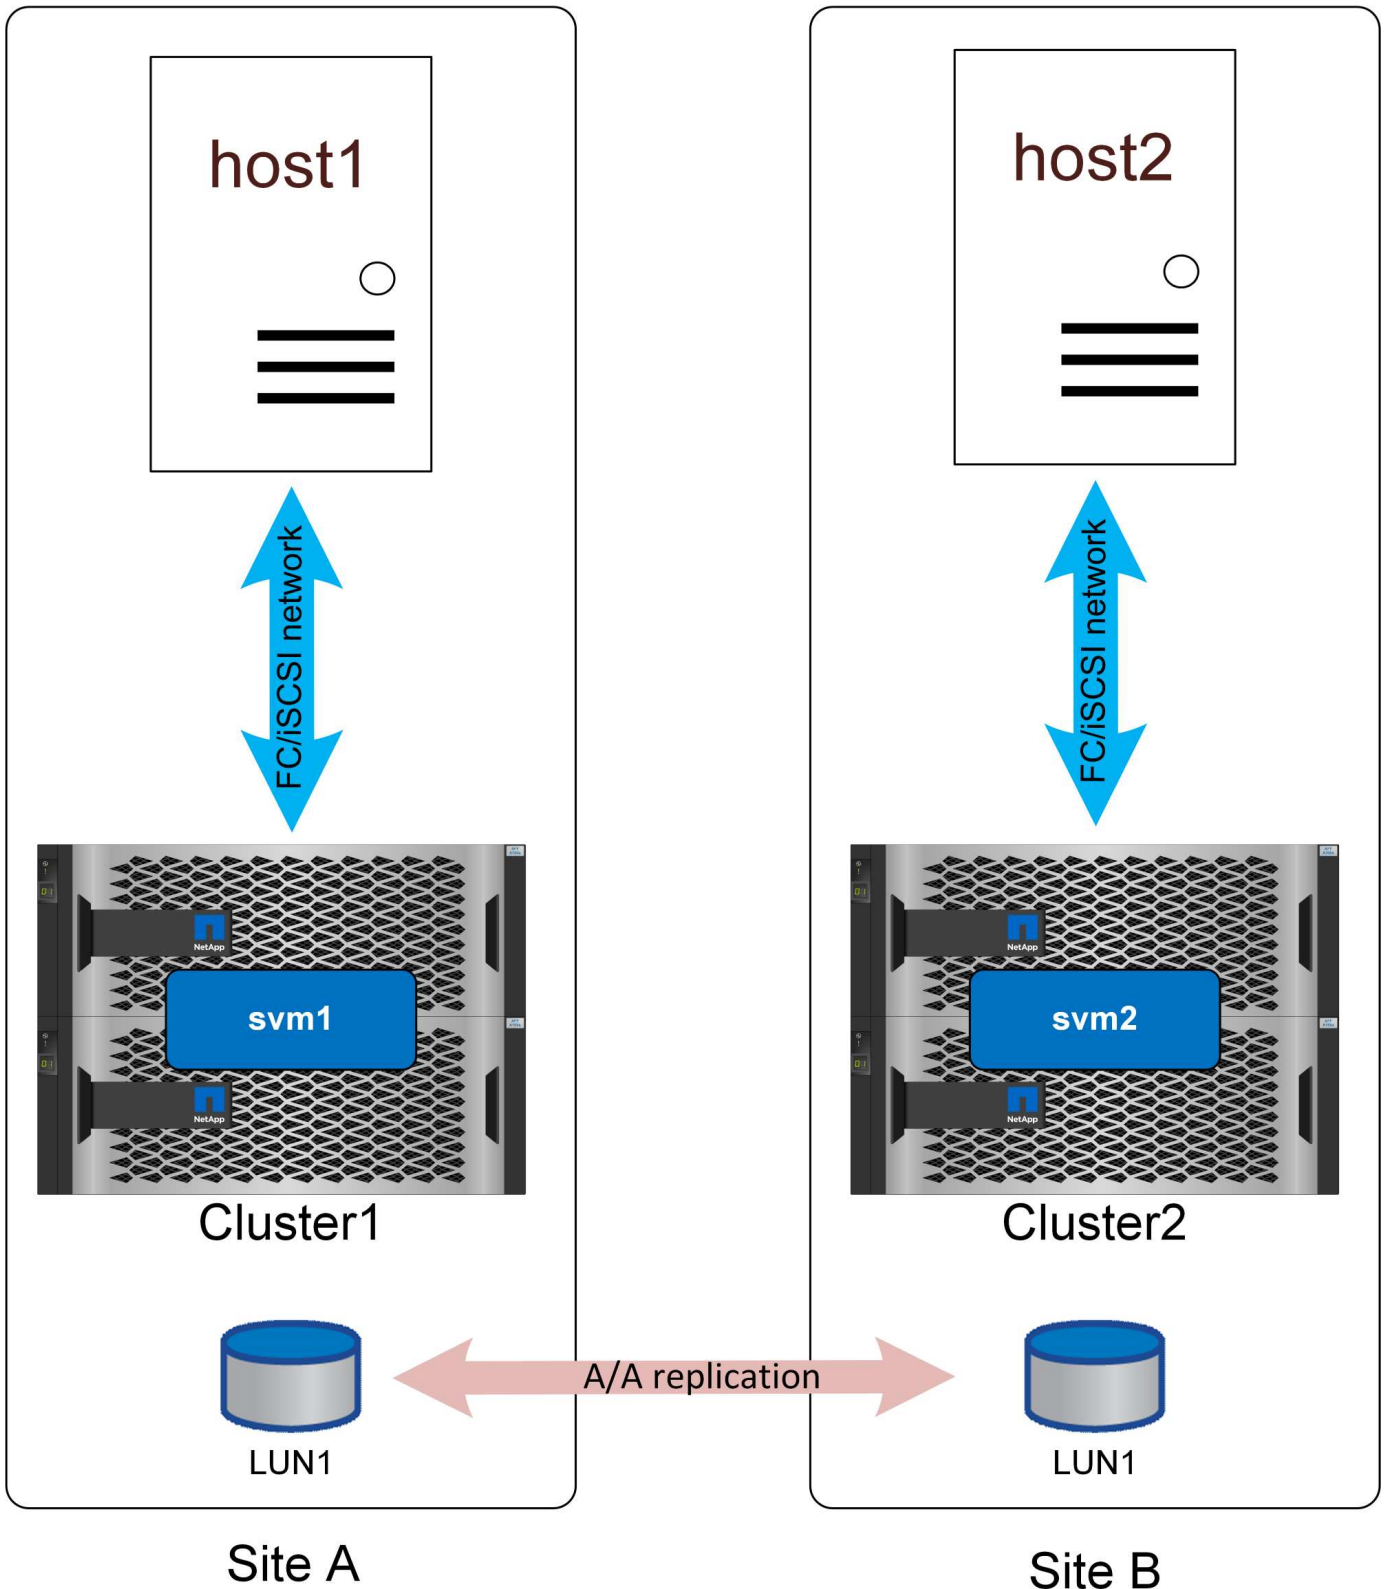 host1
host2
FC/iSCSI network
FC/iSCSI network
NetApp
NetApp
svm1
svm2
NetApp
NetApp
Cluster1
Cluster2
A/A replication
LUN1
LUN1
Site A
Site B